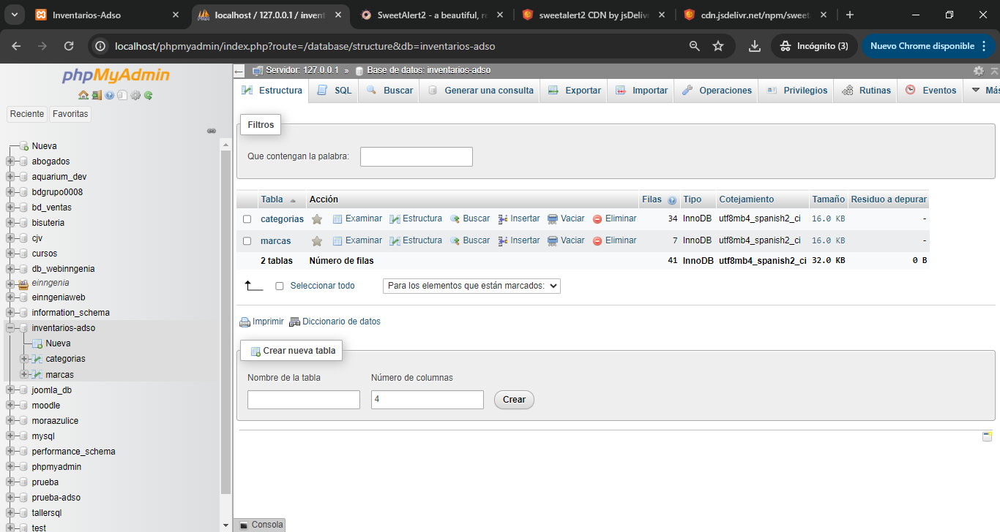 Inventarios-Adso
localhost / 127.0.0.1 / invent
SweetAlert2 - a beautiful, re
sweetalert2 CDN by jsDelivr
cdn.jsdelivr.net/npm/sweet
localhost/phpmyadmin/index.php?route=/database/structure&db=inventarios-adso
Incógnito (3)
Nuevo Chrome disponible
phpMyAdmin
Reciente
Favoritas
Nueva
abogados
aquarium_dev
bdgrupo0008
bd_ventas
bisuteria
cjv
cursos
db_webinngenia
einngenia
einngeniaweb
information_schema
inventarios-adso
Nueva
categorias
marcas
joomla_db
moodle
moraazulice
mysql
performance_schema
phpmyadmin
prueba
prueba-adso
tallersql
test
Servidor: 127.0.0.1 » Base de datos: inventarios-adso
Estructura SQL Buscar Generar una consulta Exportar Importar Operaciones Privilegios Rutinas Eventos Más
Filtros
Que contengan la palabra:
Tabla Acción Filas Tipo Cotejamiento Tamaño Residuo a depurar
categorias Examinar Estructura Buscar Insertar Vaciar Eliminar 34 InnoDB utf8mb4_spanish2_ci 16.0 KB -
marcas Examinar Estructura Buscar Insertar Vaciar Eliminar 7 InnoDB utf8mb4_spanish2_ci 16.0 KB -
2 tablas Número de filas 41 InnoDB utf8mb4_spanish2_ci 32.0 KB 0 B
Seleccionar todo
Para los elementos que están marcados:
Imprimir Diccionario de datos
Crear nueva tabla
Nombre de la tabla Número de columnas
4 Crear
Consola